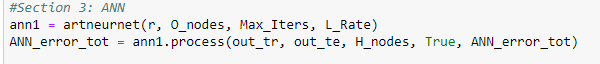 #Section 3: ANN
ann1 = artneurnet(r, O_nodes, Max_Iters, L_Rate)
ANN_error_tot = ann1.process(out_tr, out_te, H_nodes, True, ANN_error_tot)